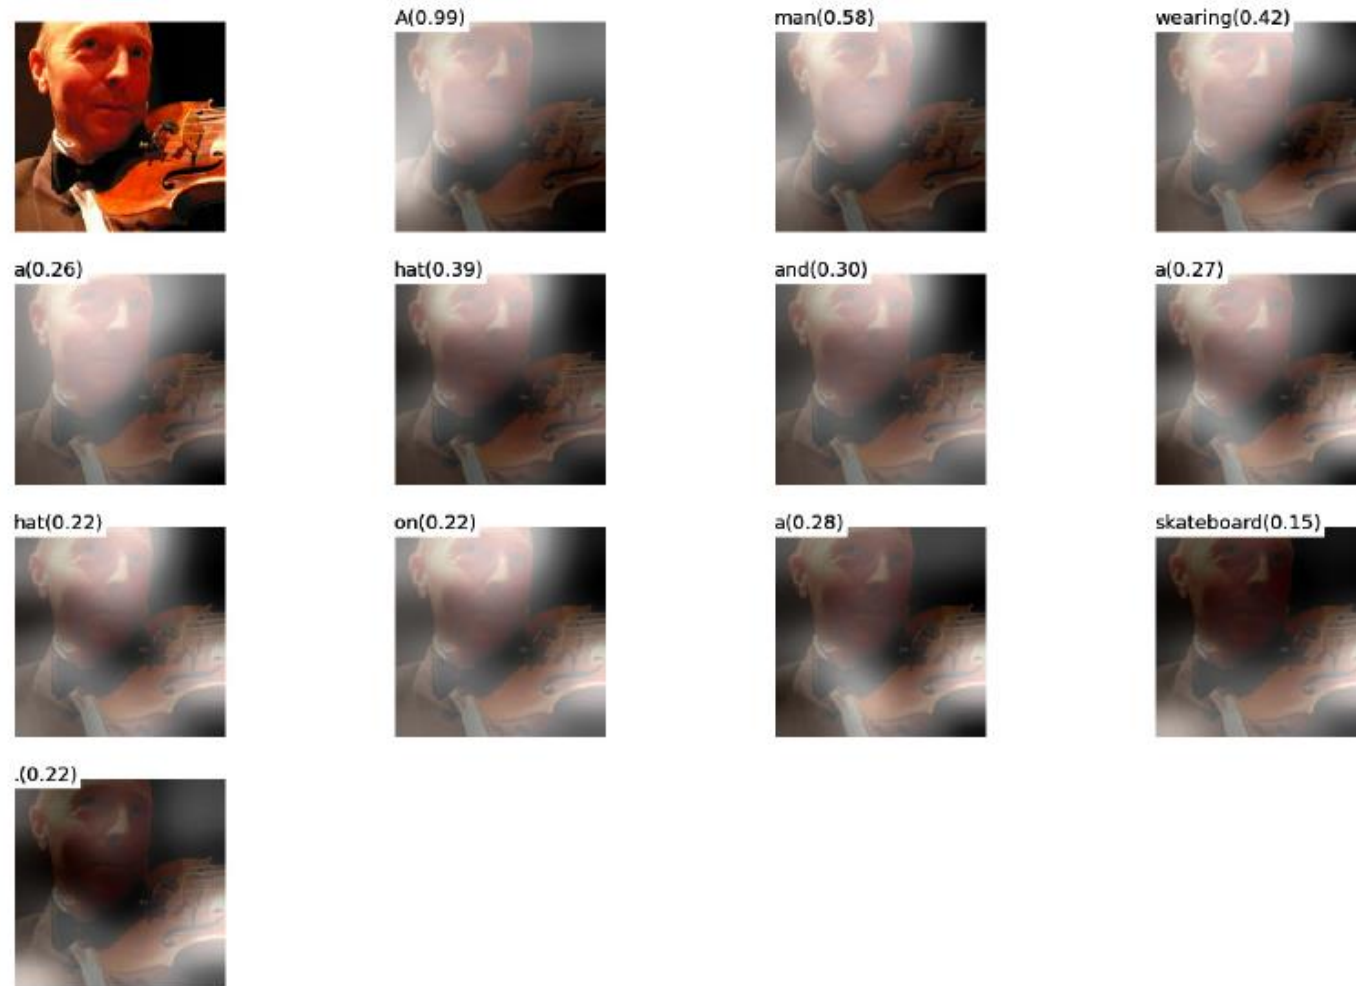 A(0.99) man(0.58) wearing(0.42)
a(0.26) hat(0.39) and(0.30) a(0.27)
hat(0.22) on(0.22) a(0.28) skateboard(0.15)
.(0.22)